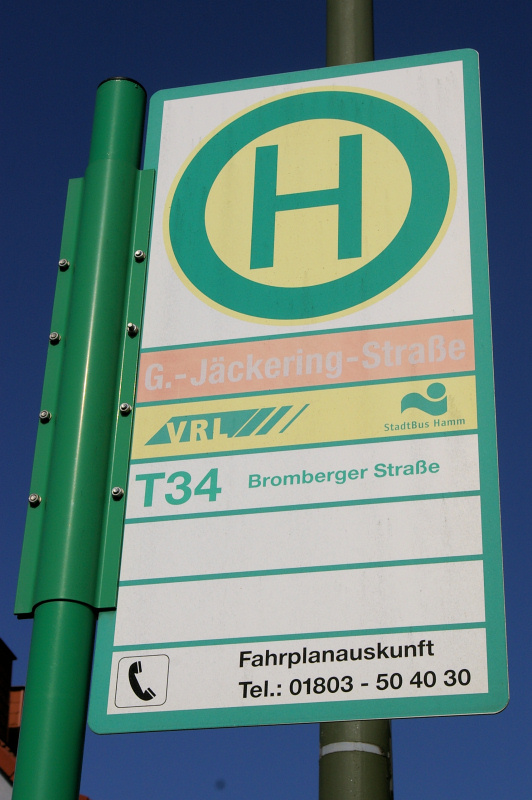 H
G.-Jäckering-Straße
VRL
StadtBus Hamm
T34 Bromberger Straße
Fahrplanauskunft
Tel.: 01803 - 50 40 30